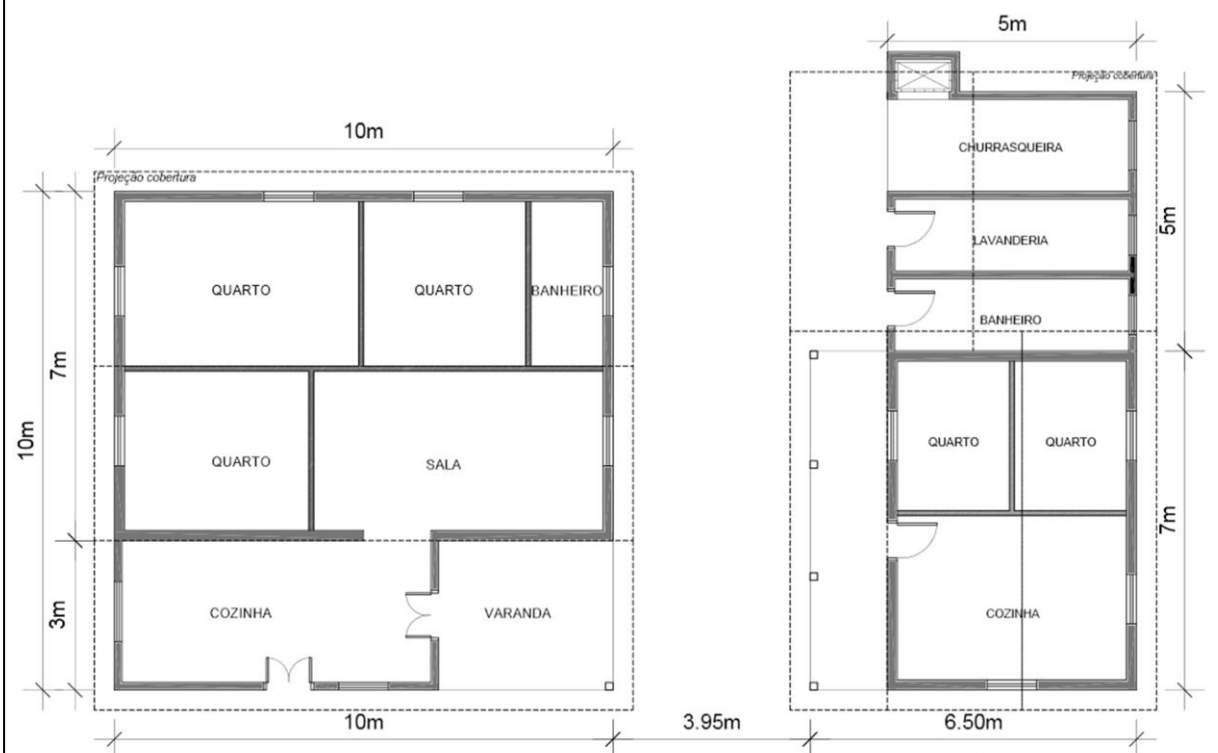 5m
Projeção cobertura
10m
CHURRASQUEIRA
Projeção cobertura
5m
LAVANDERIA
QUARTO
QUARTO
BANHEIRO
BANHEIRO
7m
10m
QUARTO
SALA
QUARTO
QUARTO
7m
3m
COZINHA
VARANDA
COZINHA
10m
3.95m
6.50m